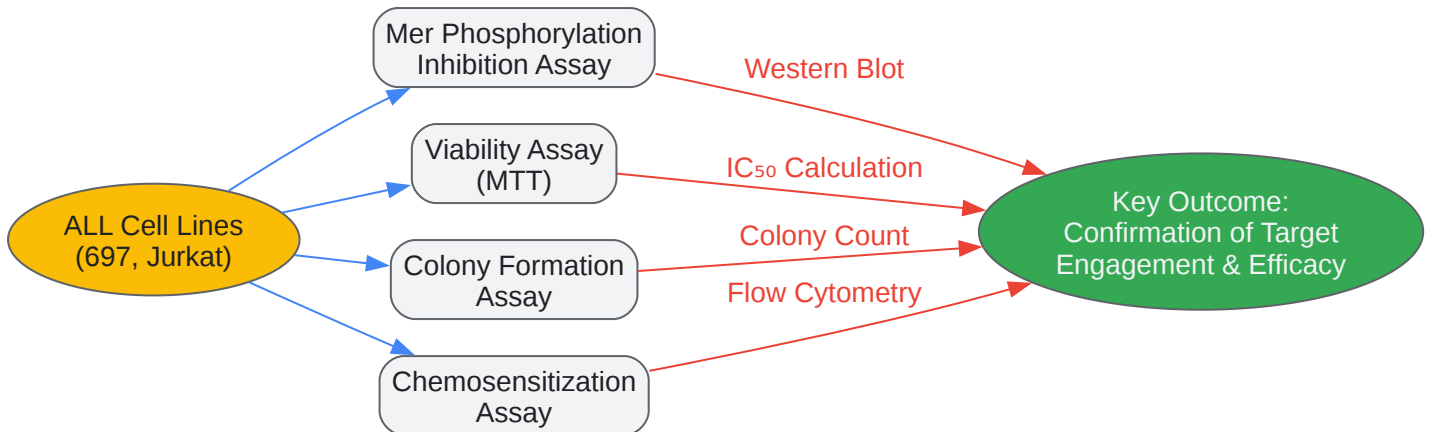 ALL Cell Lines
(697, Jurkat)
Mer Phosphorylation
Inhibition Assay
Viability Assay
(MTT)
Colony Formation
Assay
Chemosensitization
Assay
Western Blot
IC₅₀ Calculation
Colony Count
Flow Cytometry
Key Outcome:
Confirmation of Target
Engagement & Efficacy